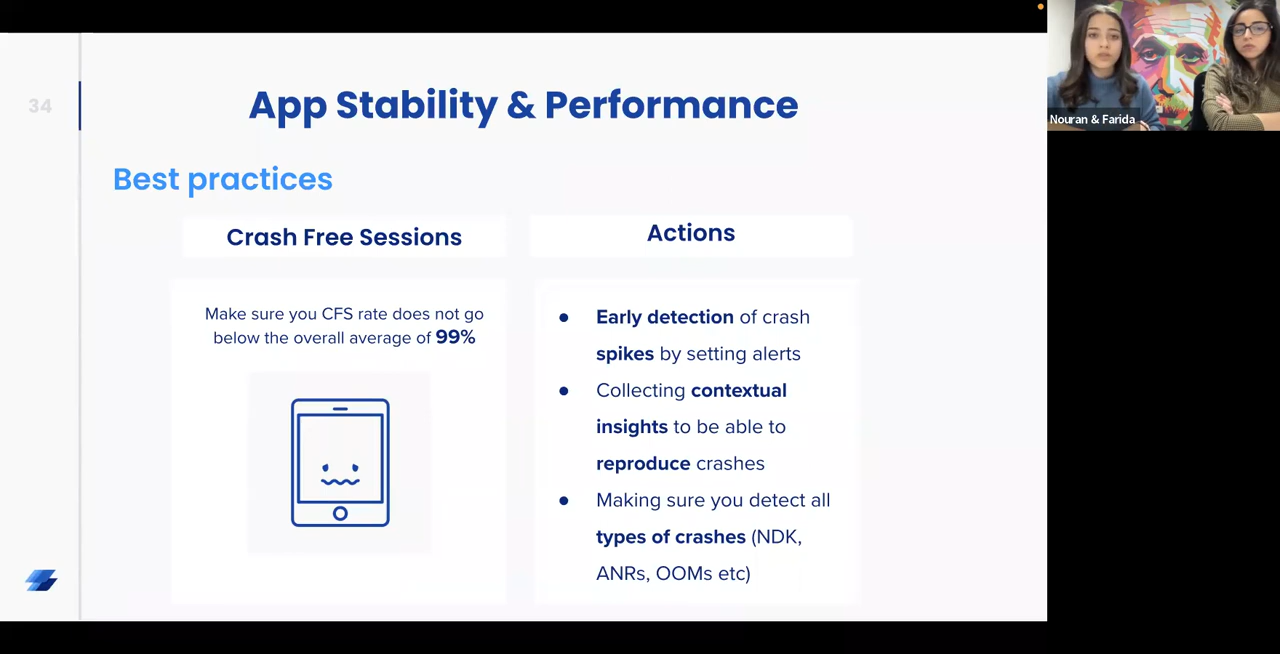 34
App Stability & Performance
Best practices
Crash Free Sessions
Make sure you CFS rate does not go
below the overall average of 99%
Actions
● Early detection of crash
spikes by setting alerts
● Collecting contextual
insights to be able to
reproduce crashes
● Making sure you detect all
types of crashes (NDK,
ANRs, OOMs etc)
Nouran & Farida